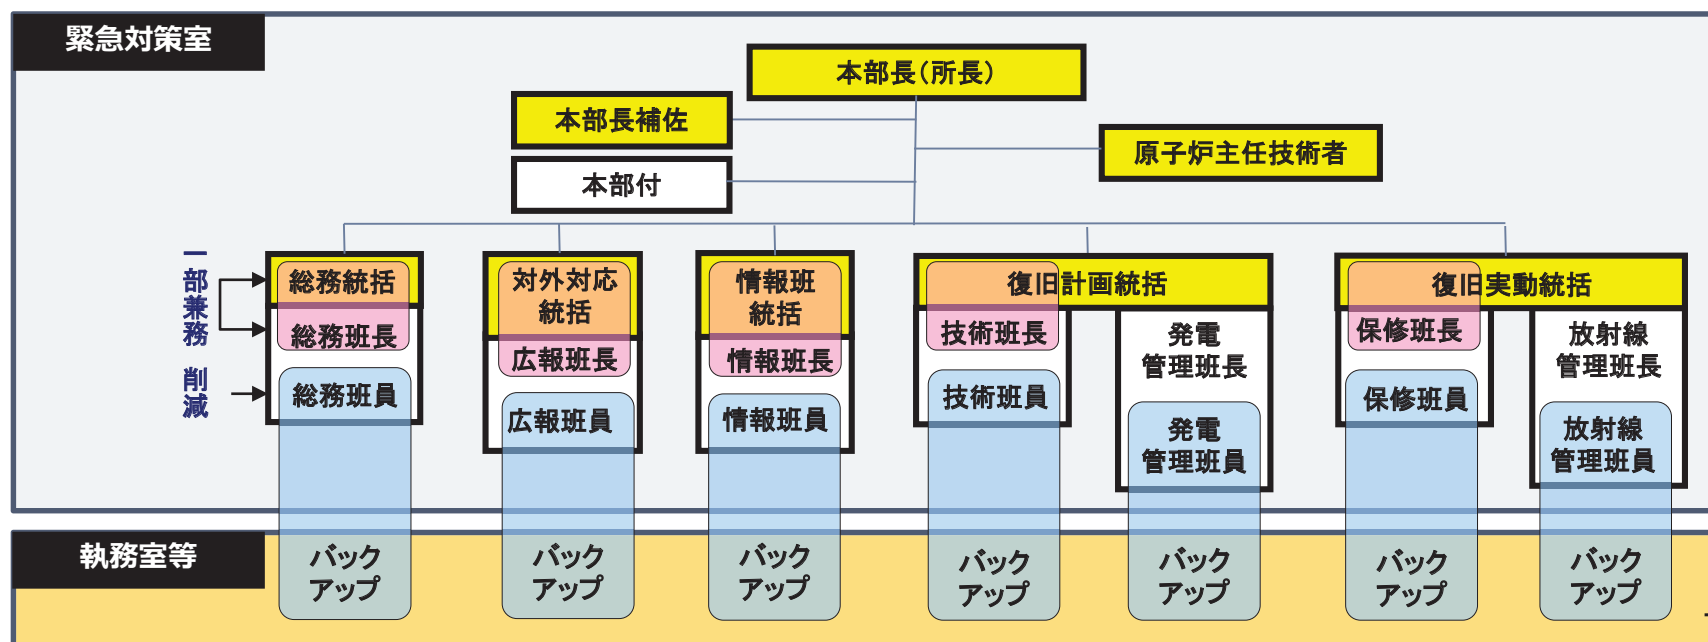 緊急対策室
本部長(所長)
本部長補佐
原子炉主任技術者
本部付
一部兼務
削減
総務統括
総務班長
総務班員
対外対応
統括
広報班長
広報班員
情報班
統括
情報班長
情報班員
復旧計画統括
技術班長
技術班員
発電
管理班長
発電
管理班員
復旧実動統括
保修班長
保修班員
放射線
管理班長
放射線
管理班員
執務室等
バック
アップ
バック
アップ
バック
アップ
バック
アップ
バック
アップ
バック
アップ
バック
アップ